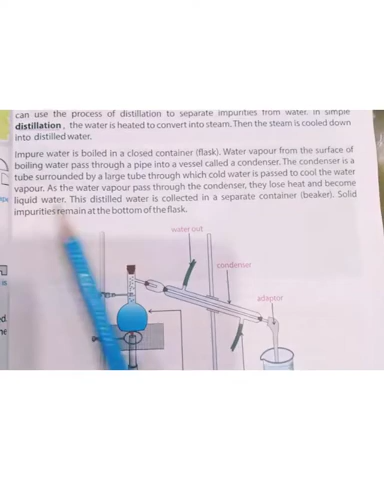 can use the process of distillation to separate impurities from water. In simple
distillation, the water is heated to convert into steam. Then the steam is cooled down
into distilled water.
Impure water is boiled in a closed container (flask). Water vapour from the surface of
boiling water pass through a pipe into a vessel called a condenser. The condenser is a
tube surrounded by a large tube through which cold water is passed to cool the water
vapour. As the water vapour pass through the condenser, they lose heat and become
liquid water. This distilled water is collected in a separate container (beaker). Solid
impurities remain at the bottom of the flask.
water out
condenser
adaptor